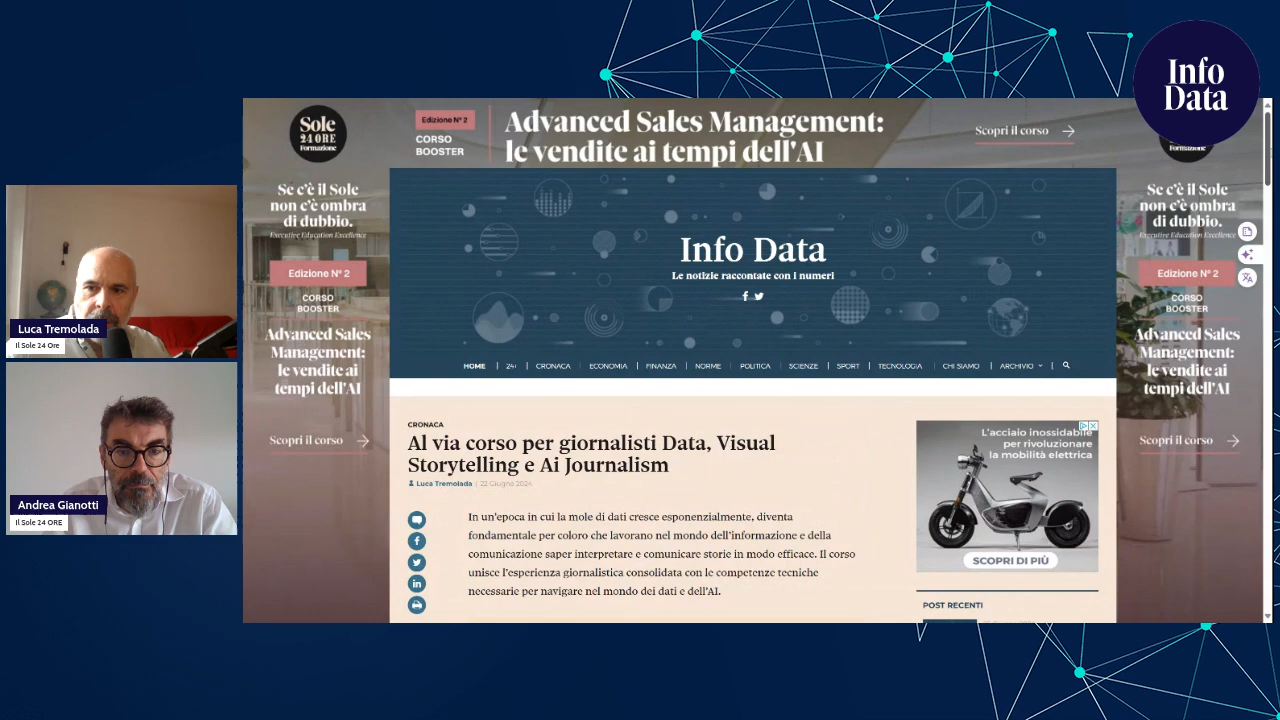 Info
Data
Sole
24 ORE
Formazione
Edizione N° 2
CORSO
BOOSTER
Advanced Sales Management:
le vendite ai tempi dell'AI
Scopri il corso
Formazione
Se c'è il Sole
non c'è ombra
di dubbio.
Executive Education Excellence
Edizione N° 2
CORSO
BOOSTER
Advanced Sales
Management:
le vendite ai
tempi dell'AI
Scopri il corso
Info Data
Le notizie raccontate con i numeri
HOME | 24+ | CRONACA | ECONOMIA | FINANZA | NORME | POLITICA | SCIENZE | SPORT | TECNOLOGIA | CHI SIAMO | ARCHIVIO
CRONACA
Al via corso per giornalisti Data, Visual
Storytelling e Ai Journalism
Luca Tremolada | 22 Giugno 2024
In un'epoca in cui la mole di dati cresce esponenzialmente, diventa
fondamentale per coloro che lavorano nel mondo dell'informazione e della
comunicazione saper interpretare e comunicare storie in modo efficace. Il corso
unisce l'esperienza giornalistica consolidata con le competenze tecniche
necessarie per navigare nel mondo dei dati e dell'AI.
L'acciaio inossidabile
per rivoluzionare
la mobilità elettrica
SCOPRI DI PIÙ
POST RECENTI
Se c'è il Sole
non c'è ombra
di dubbio.
Executive Education Excellence
Edizione N° 2
CORSO
BOOSTER
Advanced Sales
Management:
le vendite ai
tempi dell'AI
Scopri il corso
Luca Tremolada
Il Sole 24 Ore
Andrea Gianotti
Il Sole 24 ORE